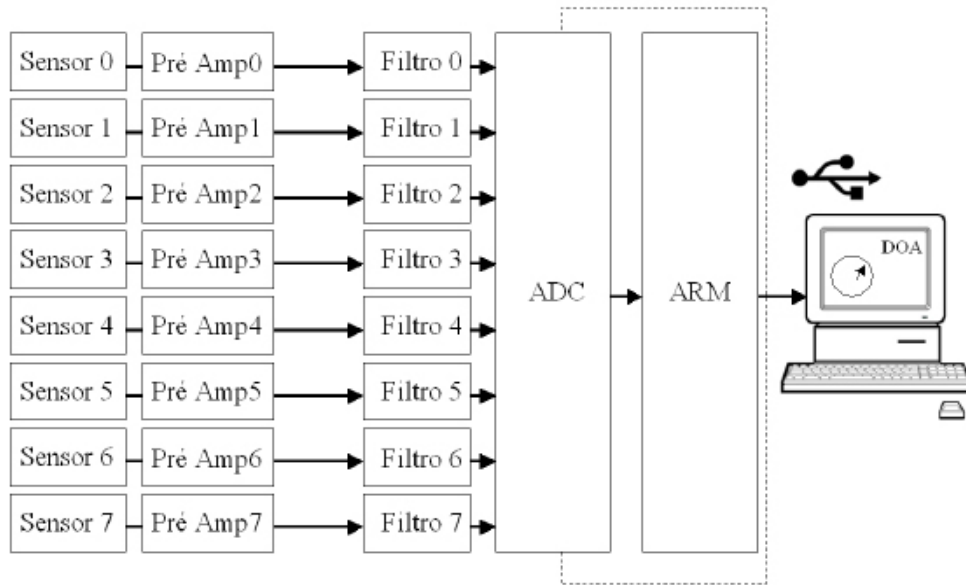 Sensor 0 Pré Amp0 Filtro 0
Sensor 1 Pré Amp1 Filtro 1
Sensor 2 Pré Amp2 Filtro 2
Sensor 3 Pré Amp3 Filtro 3
Sensor 4 Pré Amp4 Filtro 4
Sensor 5 Pré Amp5 Filtro 5
Sensor 6 Pré Amp6 Filtro 6
Sensor 7 Pré Amp7 Filtro 7
ADC
ARM
DOA